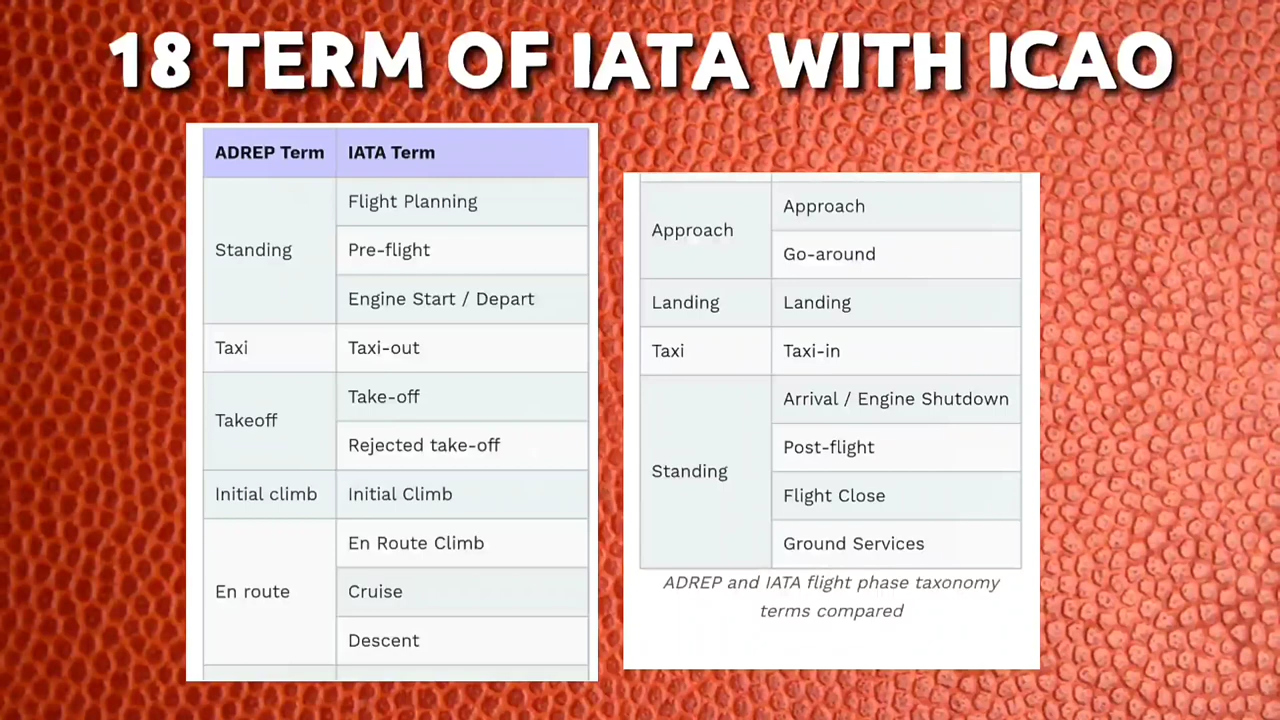 18 TERM OF IATA WITH ICAO
ADREP Term IATA Term
Standing
Flight Planning
Pre-flight
Engine Start / Depart
Taxi Taxi-out
Takeoff
Take-off
Rejected take-off
Initial climb Initial Climb
En route
En Route Climb
Cruise
Descent
Approach
Approach
Go-around
Landing Landing
Taxi Taxi-in
Standing
Arrival / Engine Shutdown
Post-flight
Flight Close
Ground Services
ADREP and IATA flight phase taxonomy
terms compared